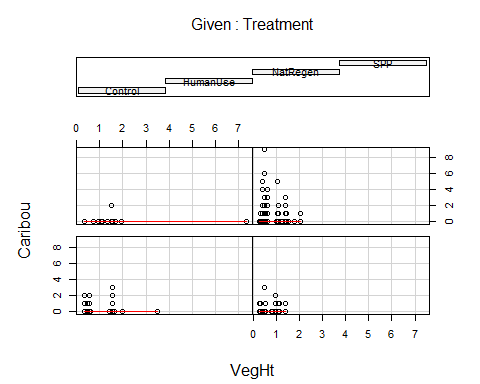 Given : Treatment
SPP
NatRegen
HumanUse
Control
0 1 2 3 4 5 6 7
0 2 4 6 8
Caribou
0 2 4 6 8
0 1 2 3 4 5 6 7
VegHt